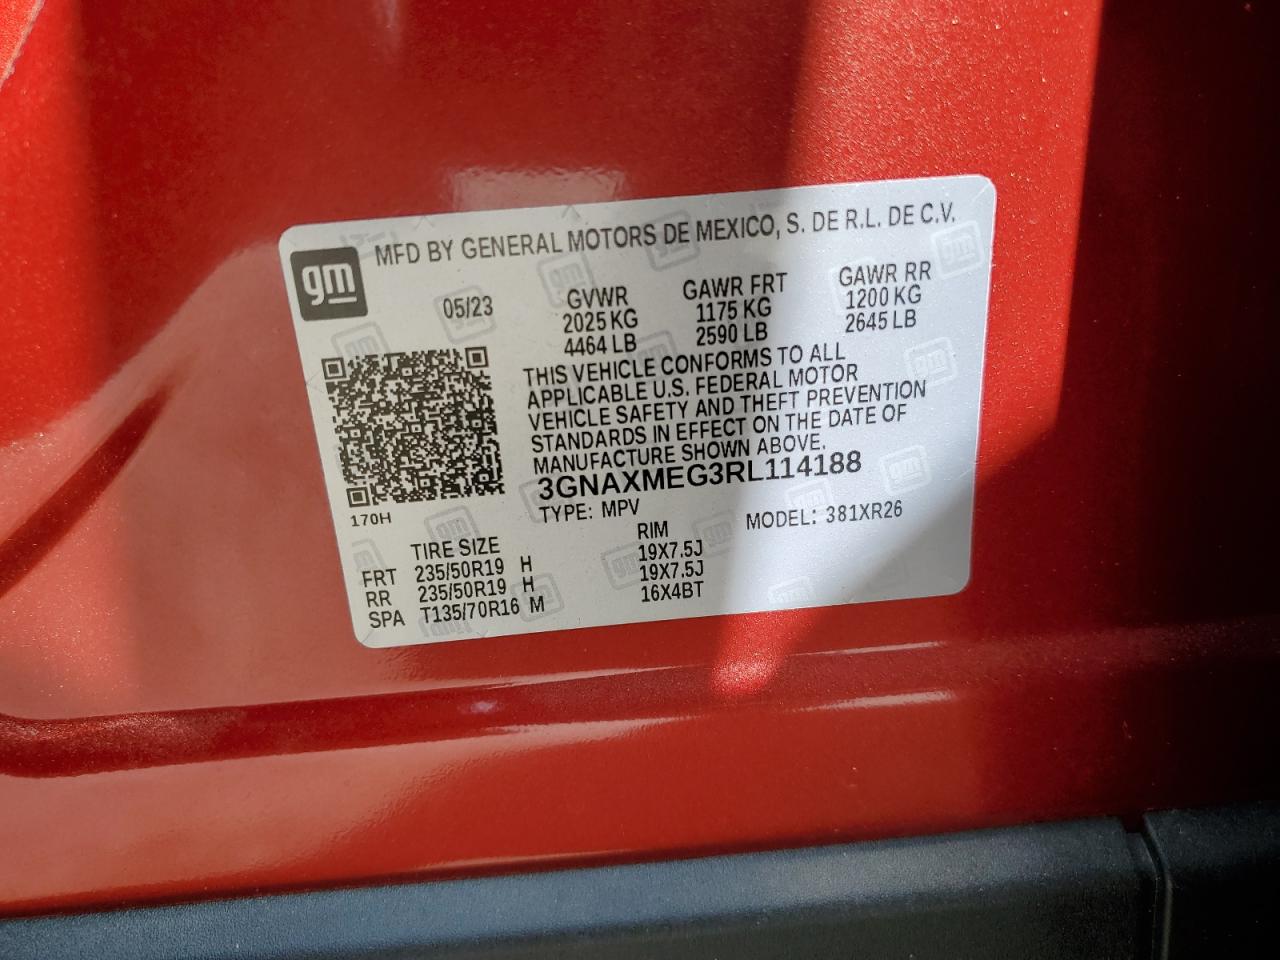 MFD BY GENERAL MOTORS DE MEXICO, S. DE R.L. DE C.V.
gm
05/23 GVWR GAWR FRT GAWR RR
2025 KG 1175 KG 1200 KG
4464 LB 2590 LB 2645 LB
THIS VEHICLE CONFORMS TO ALL
APPLICABLE U.S. FEDERAL MOTOR
VEHICLE SAFETY AND THEFT PREVENTION
STANDARDS IN EFFECT ON THE DATE OF
MANUFACTURE SHOWN ABOVE.
3GNAXMEG3RL114188
170H
TYPE: MPV MODEL: 381XR26
TIRE SIZE RIM
FRT 235/50R19 H 19X7.5J
RR 235/50R19 H 19X7.5J
SPA T135/70R16 M 16X4BT